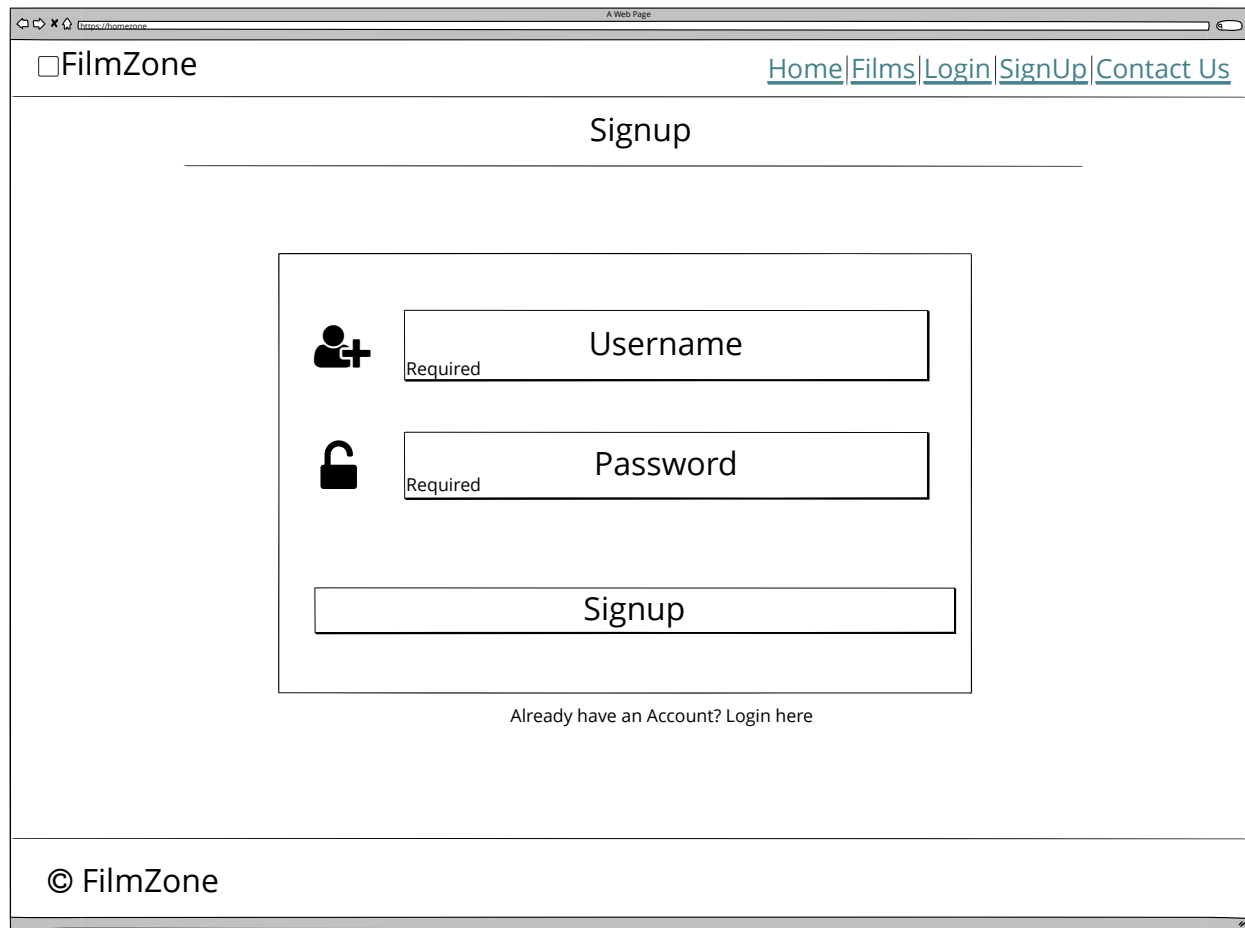 A Web Page
https://homezone
FilmZone
Home|Films|Login|SignUp|Contact Us
Signup
Username
Required
Password
Required
Signup
Already have an Account? Login here
© FilmZone